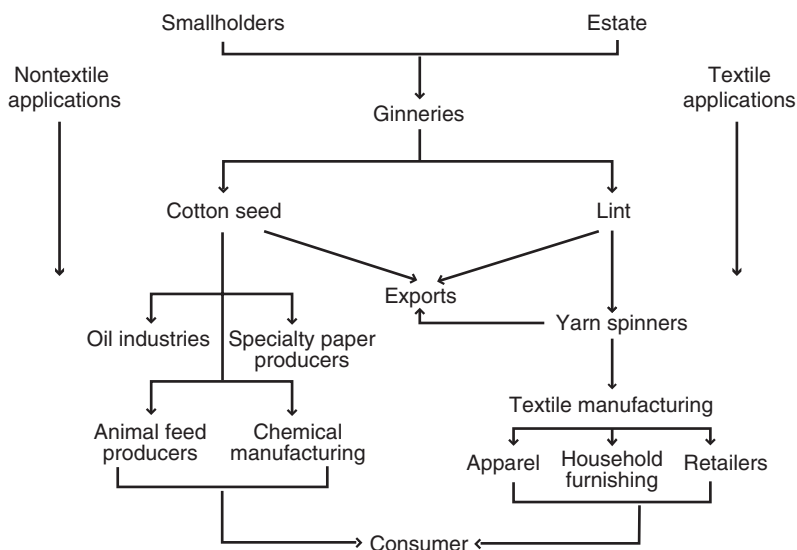 Smallholders
Estate
Nontextile
applications
Textile
applications
Ginneries
Cotton seed
Lint
Exports
Oil industries
Specialty paper
producers
Yarn spinners
Textile manufacturing
Animal feed
producers
Chemical
manufacturing
Apparel
Household
furnishing
Retailers
Consumer